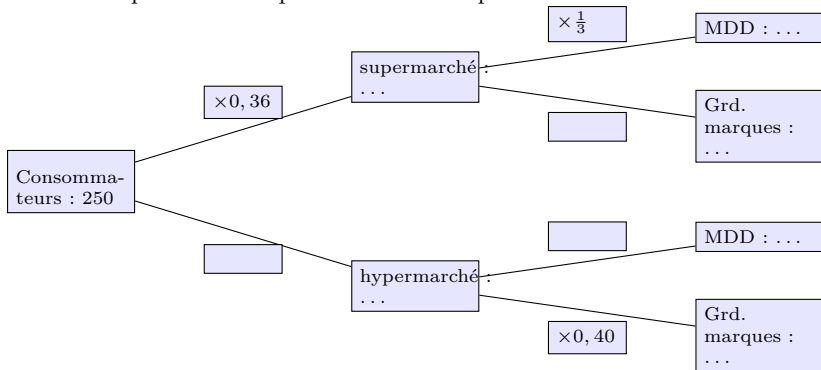 × 1/3
MDD : ...
supermarché :
...
×0, 36
Grd.
marques :
...
Consomma-
teurs : 250
MDD : ...
hypermarché :
...
Grd.
marques :
...
×0, 40